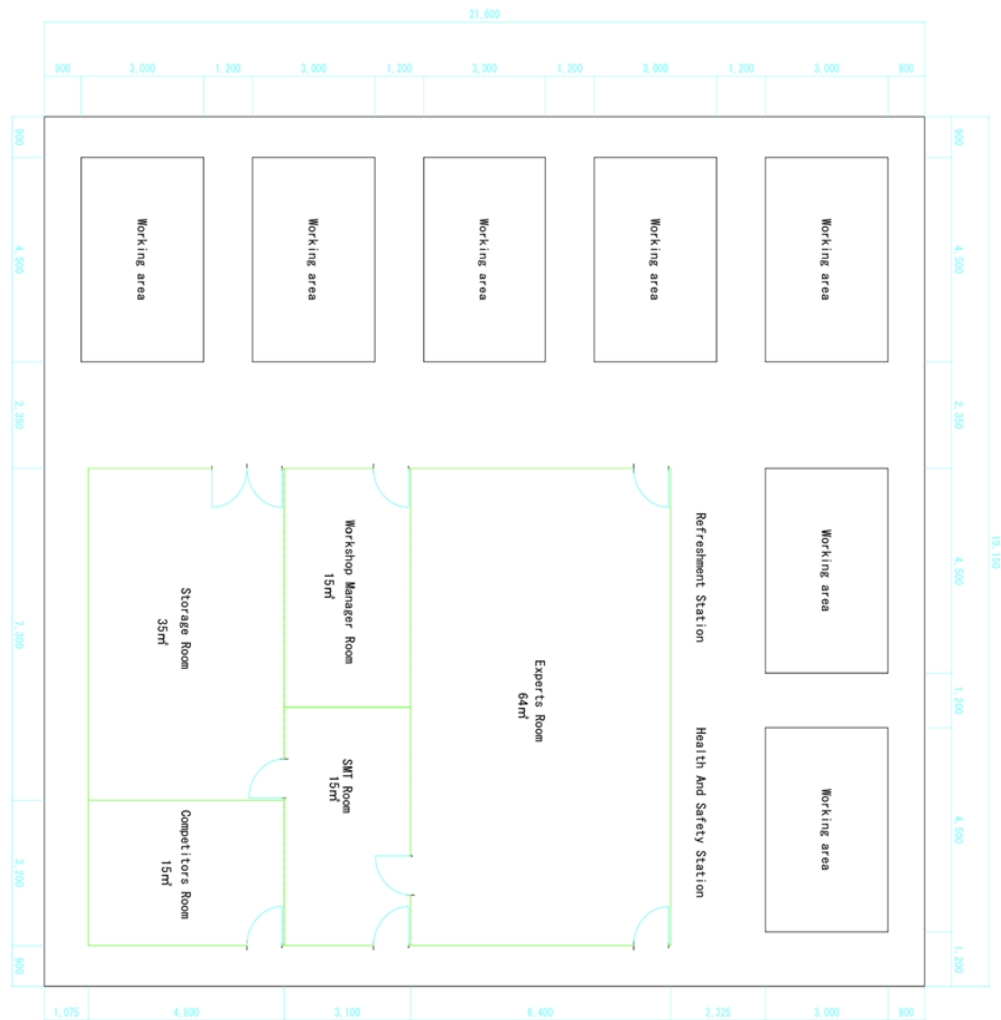 21,600
900
3,000
1,200
3,000
1,200
3,000
1,200
3,000
1,200
3,000
900
900
4,500
2,350
7,300
3,200
900
900
4,500
2,350
4,500
1,200
4,500
1,200
19,150
Working area
Working area
Working area
Working area
Working area
Working area
Working area
Refreshment Station
Health And Safety Station
Experts Room
64㎡
Workshop Manager Room
15㎡
SMT Room
15㎡
Storage Room
35㎡
Competitors Room
15㎡
1,075
4,800
3,100
6,400
2,325
3,000
900